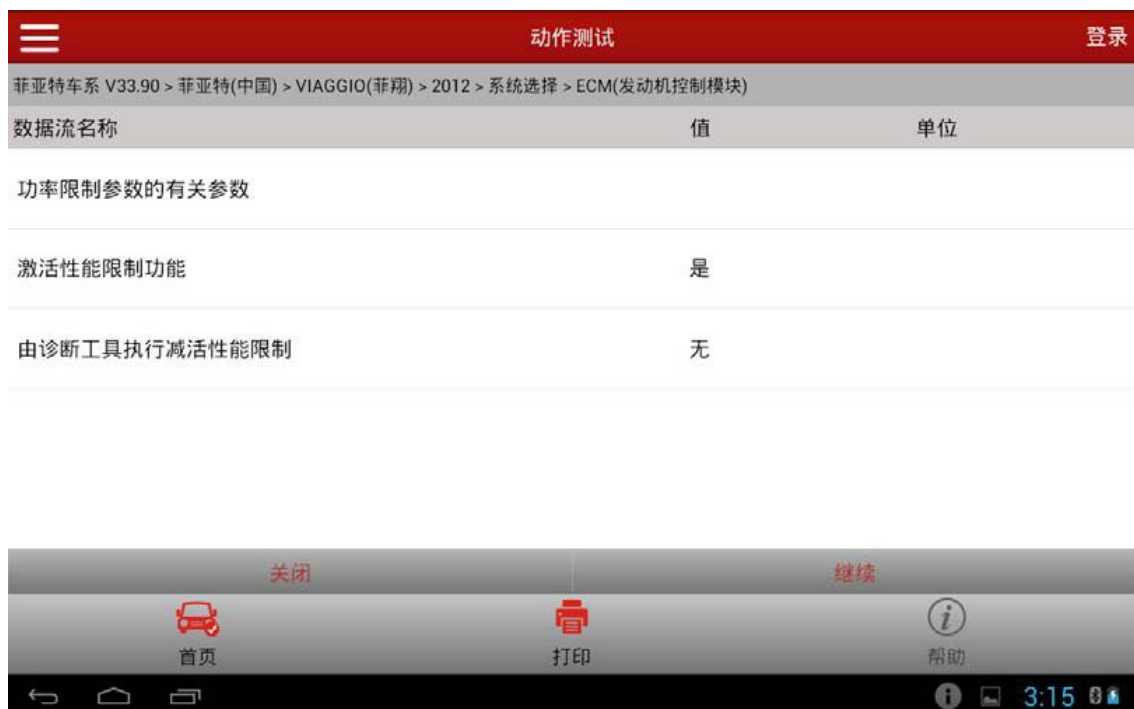 动作测试 登录
菲亚特车系 V33.90 > 菲亚特(中国) > VIAGGIO(菲翔) > 2012 > 系统选择 > ECM(发动机控制模块)
数据流名称 值 单位
功率限制参数的有关参数
激活性能限制功能 是
由诊断工具执行减活性能限制 无
关闭 继续
首页 打印 帮助
3:15